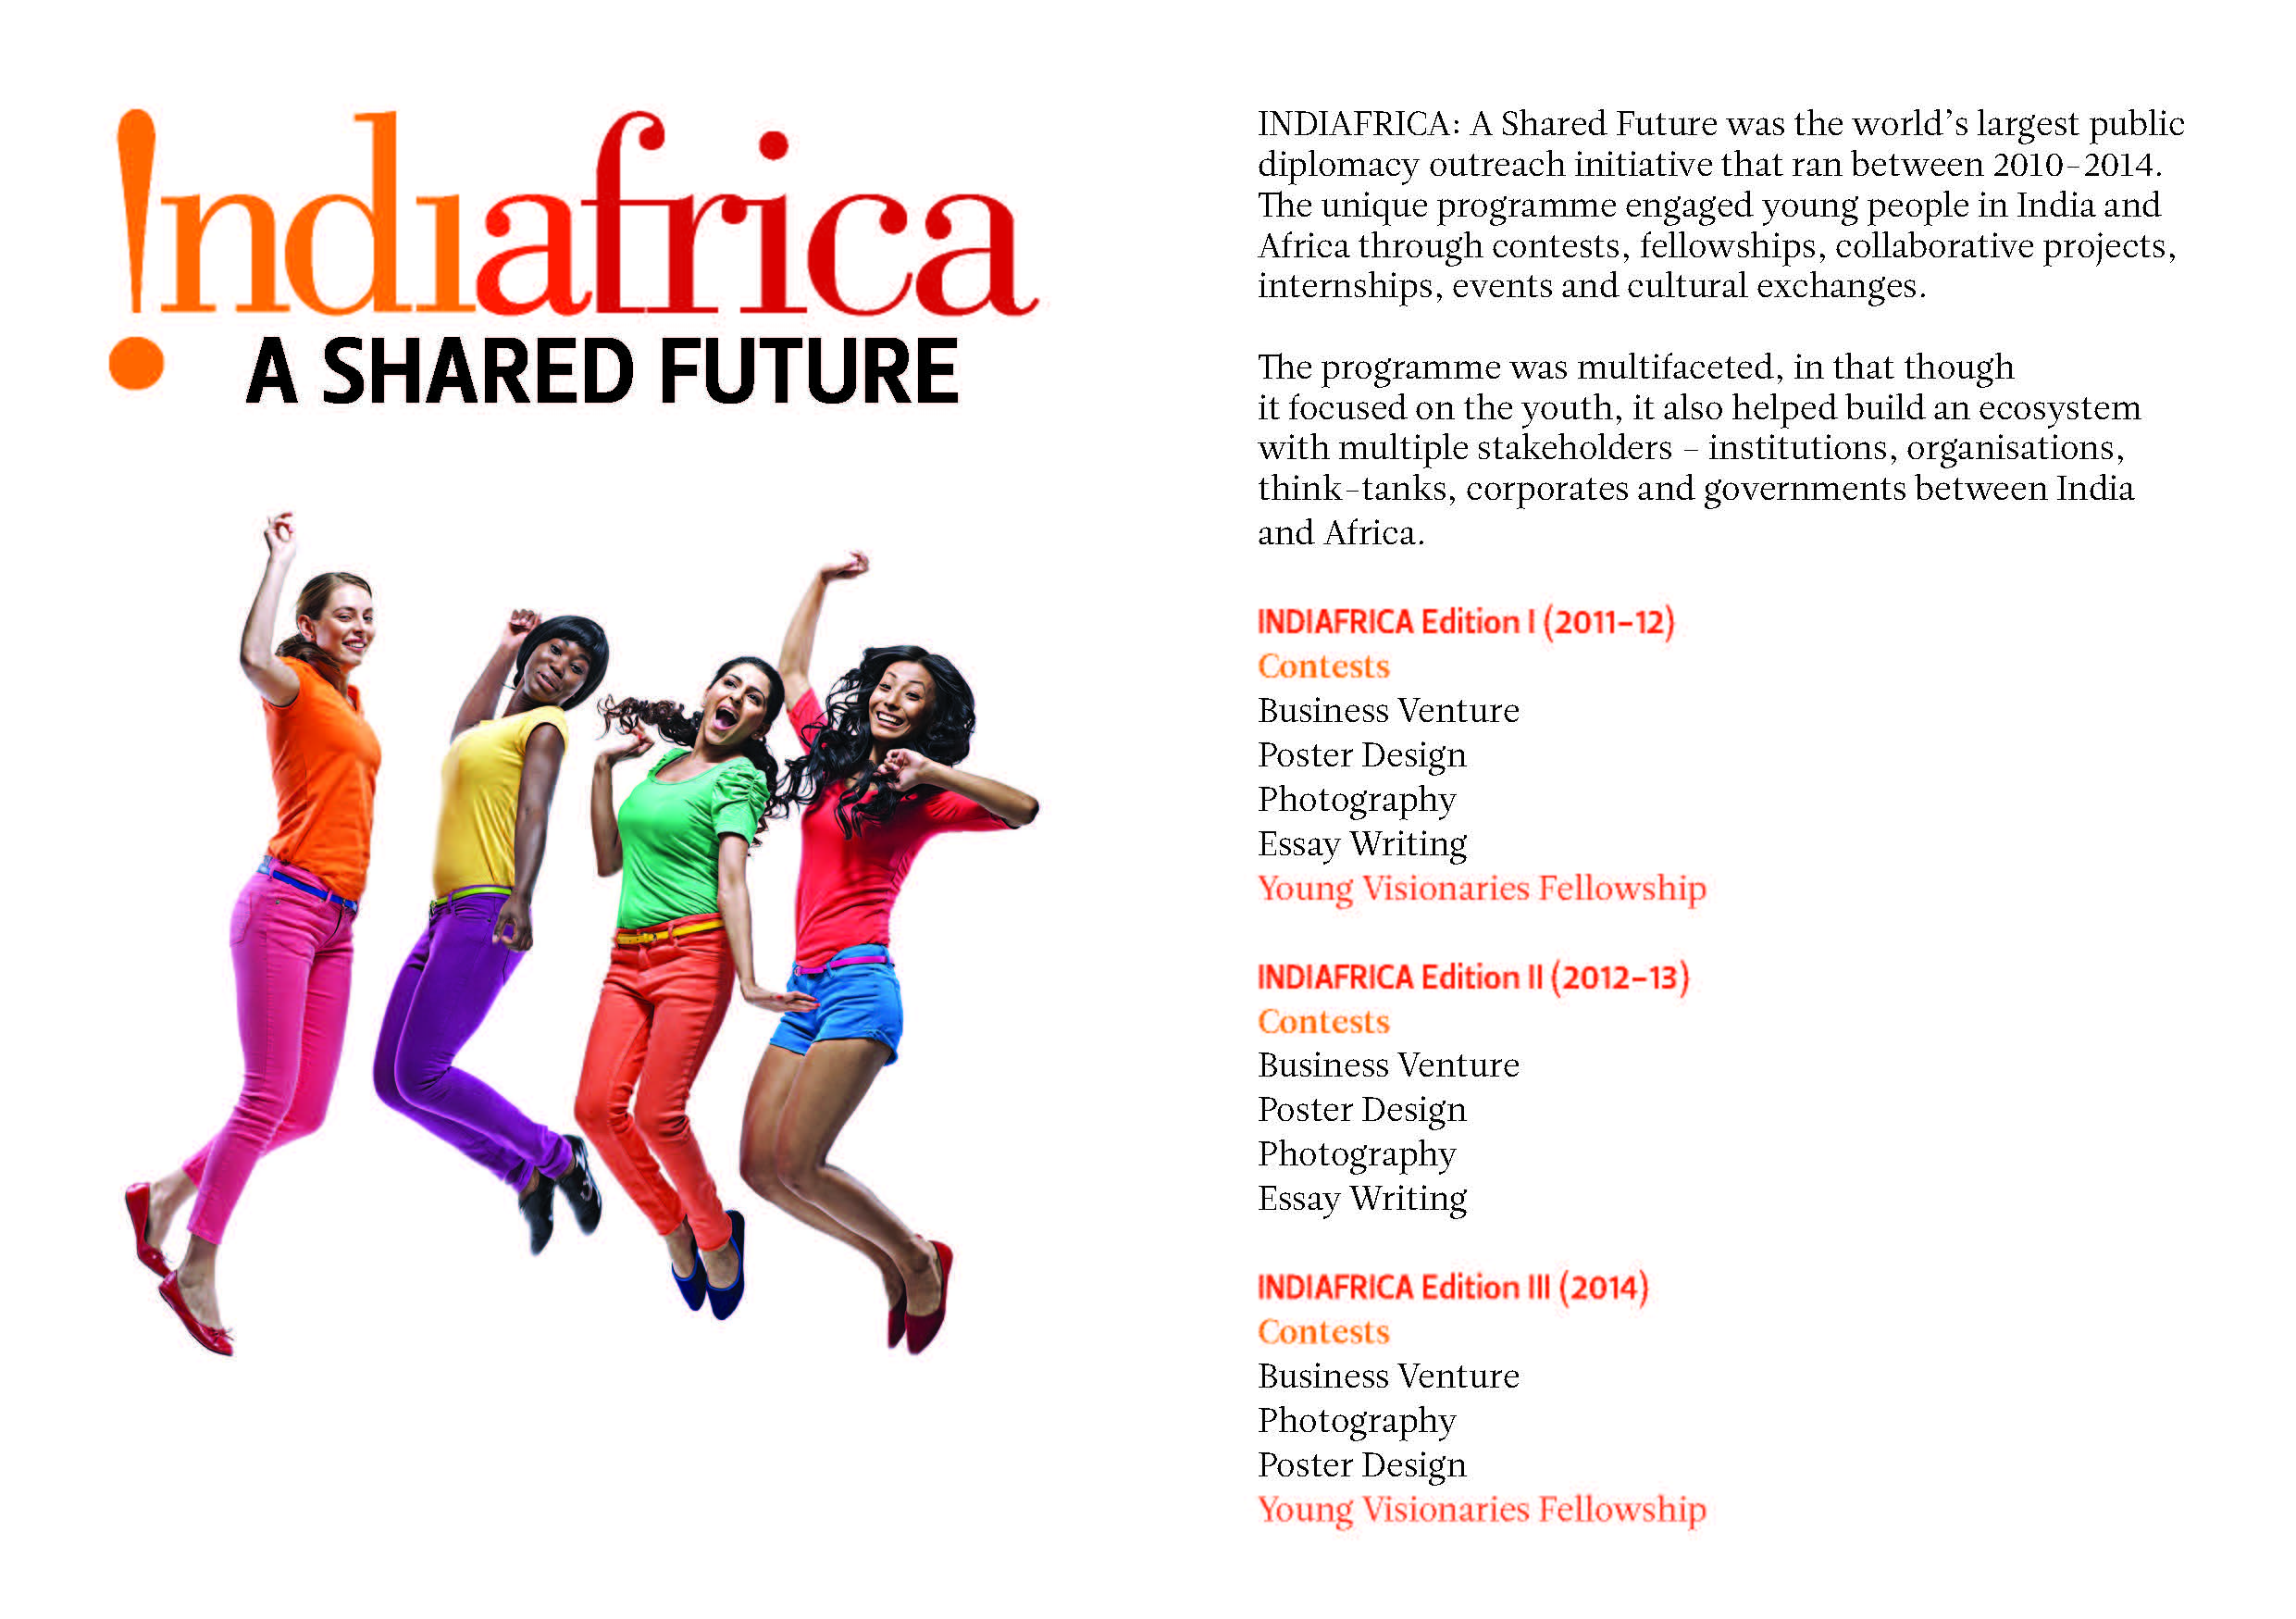 !ndiafrica
A SHARED FUTURE
INDIAFRICA: A Shared Future was the world’s largest public
diplomacy outreach initiative that ran between 2010-2014.
The unique programme engaged young people in India and
Africa through contests, fellowships, collaborative projects,
internships, events and cultural exchanges.
The programme was multifaceted, in that though
it focused on the youth, it also helped build an ecosystem
with multiple stakeholders – institutions, organisations,
think-tanks, corporates and governments between India
and Africa.
INDIAFRICA Edition I (2011-12)
Contests
Business Venture
Poster Design
Photography
Essay Writing
Young Visionaries Fellowship
INDIAFRICA Edition II (2012-13)
Contests
Business Venture
Poster Design
Photography
Essay Writing
INDIAFRICA Edition III (2014)
Contests
Business Venture
Photography
Poster Design
Young Visionaries Fellowship